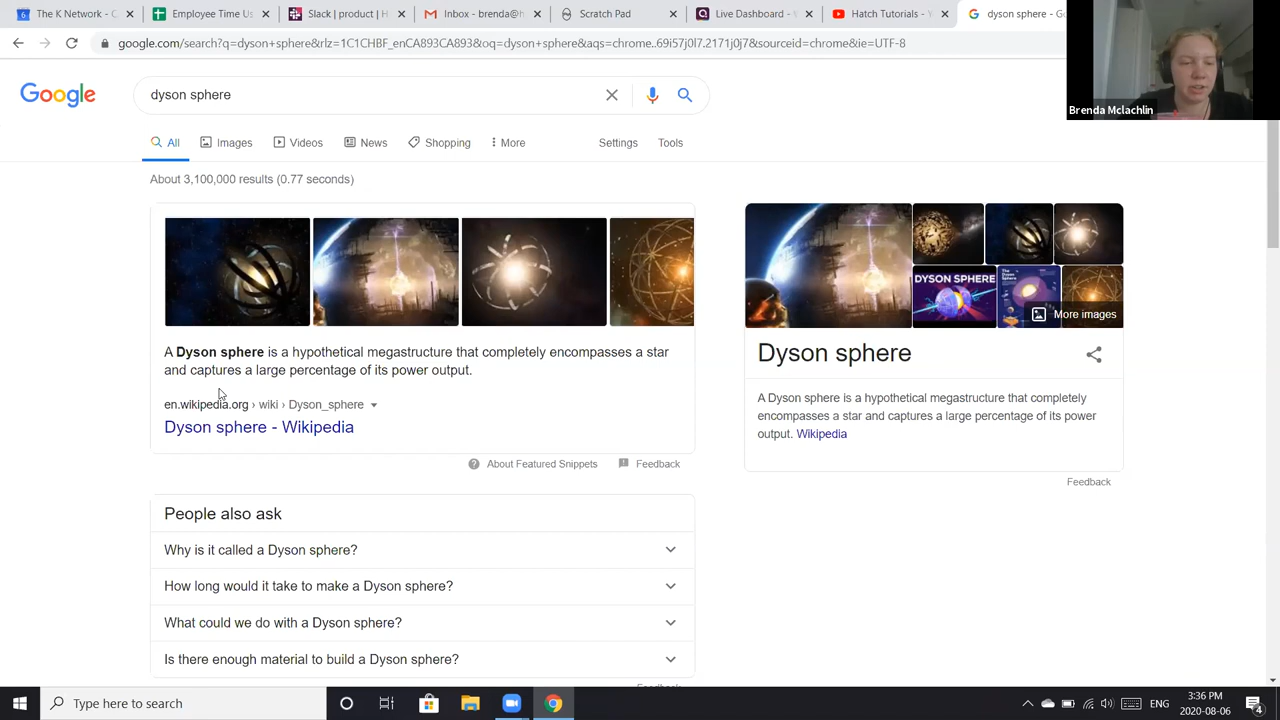 The K Network - C
Employee Time Us
Slack | product | H
Inbox - brenda@h
Scratch Pad
Live Dashboard - W
Hatch Tutorials - Y
dyson sphere - Go
google.com/search?q=dyson+sphere&rlz=1C1CHBF_enCA893CA893&oq=dyson+sphere&aqs=chrome..69i57j0l7.2171j0j7&sourceid=chrome&ie=UTF-8
Brenda Mclachlin
Google
dyson sphere
All
Images
Videos
News
Shopping
More
Settings
Tools
About 3,100,000 results (0.77 seconds)
A Dyson sphere is a hypothetical megastructure that completely encompasses a star
and captures a large percentage of its power output.
en.wikipedia.org › wiki › Dyson_sphere
Dyson sphere - Wikipedia
About Featured Snippets
Feedback
DYSON SPHERE
More images
Dyson sphere
A Dyson sphere is a hypothetical megastructure that completely
encompasses a star and captures a large percentage of its power
output. Wikipedia
Feedback
People also ask
Why is it called a Dyson sphere?
How long would it take to make a Dyson sphere?
What could we do with a Dyson sphere?
Is there enough material to build a Dyson sphere?
Type here to search
ENG
3:36 PM
2020-08-06
4